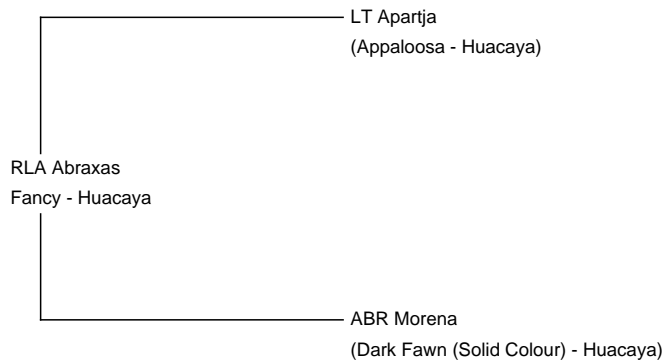 LT Apartja
(Appaloosa - Huacaya)
RLA Abraxas
Fancy - Huacaya
ABR Morena
(Dark Fawn (Solid Colour) - Huacaya)